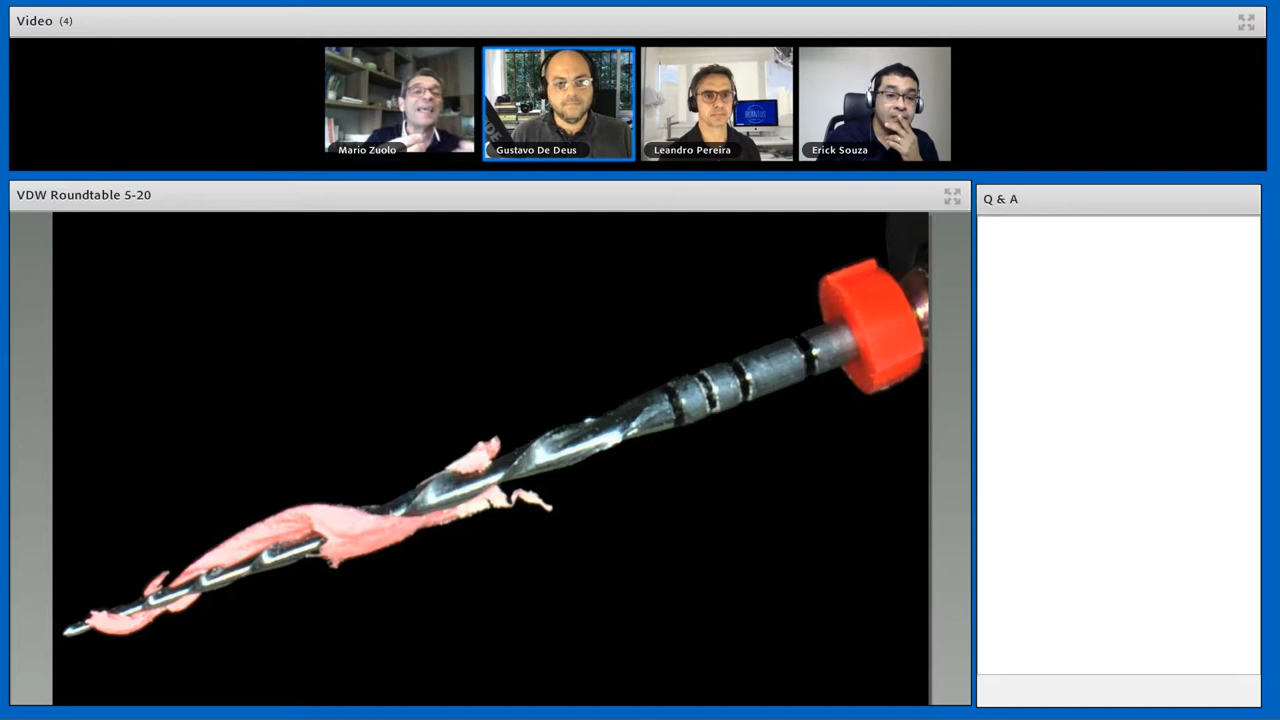 Video (4)
Mario Zuolo
Gustavo De Deus
Leandro Pereira
Erick Souza
VDW Roundtable 5-20
Q & A